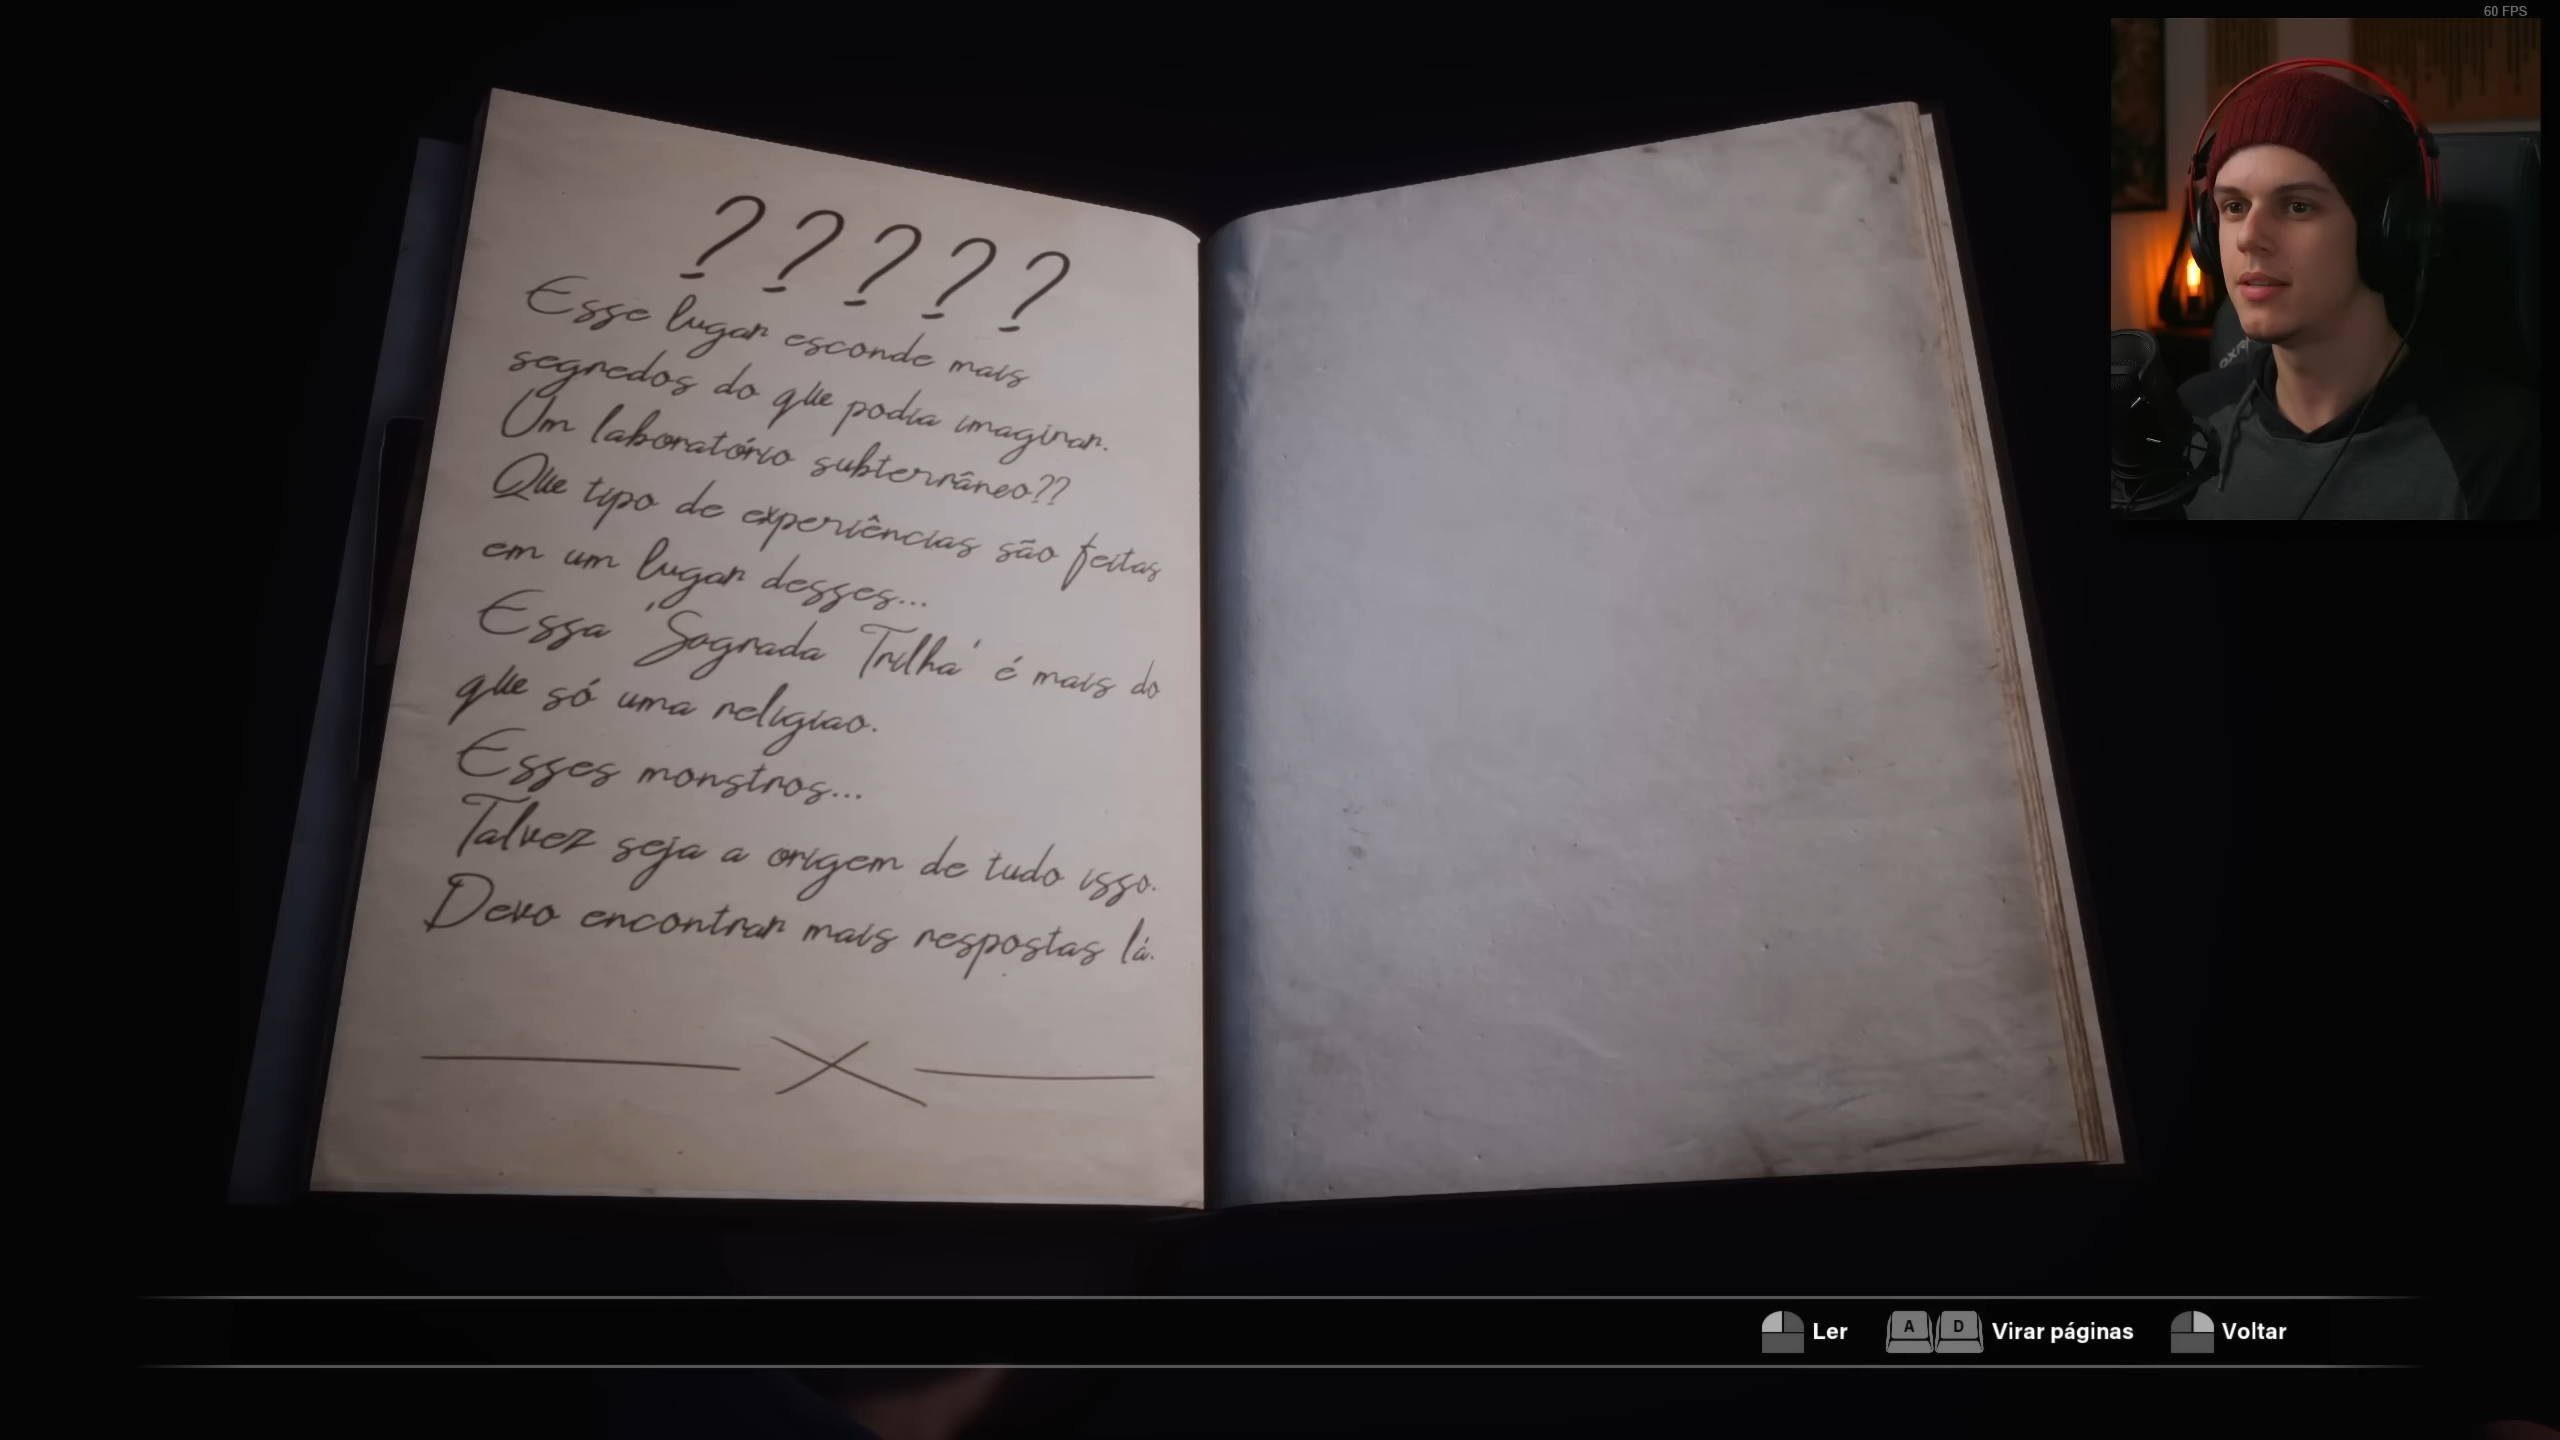 60 FPS
?????
Esse lugar esconde mais
segredos do que podia imaginar.
Um laboratório subterrâneo??
Que tipo de experiências são feitas
em um lugar desses...
Essa 'Sagrada Trilha' é mais do
que só uma religiao.
Esses monstros...
Talvez seja a origem de tudo isso.
Devo encontrar mais respostas lá.
Ler A D Virar páginas Voltar